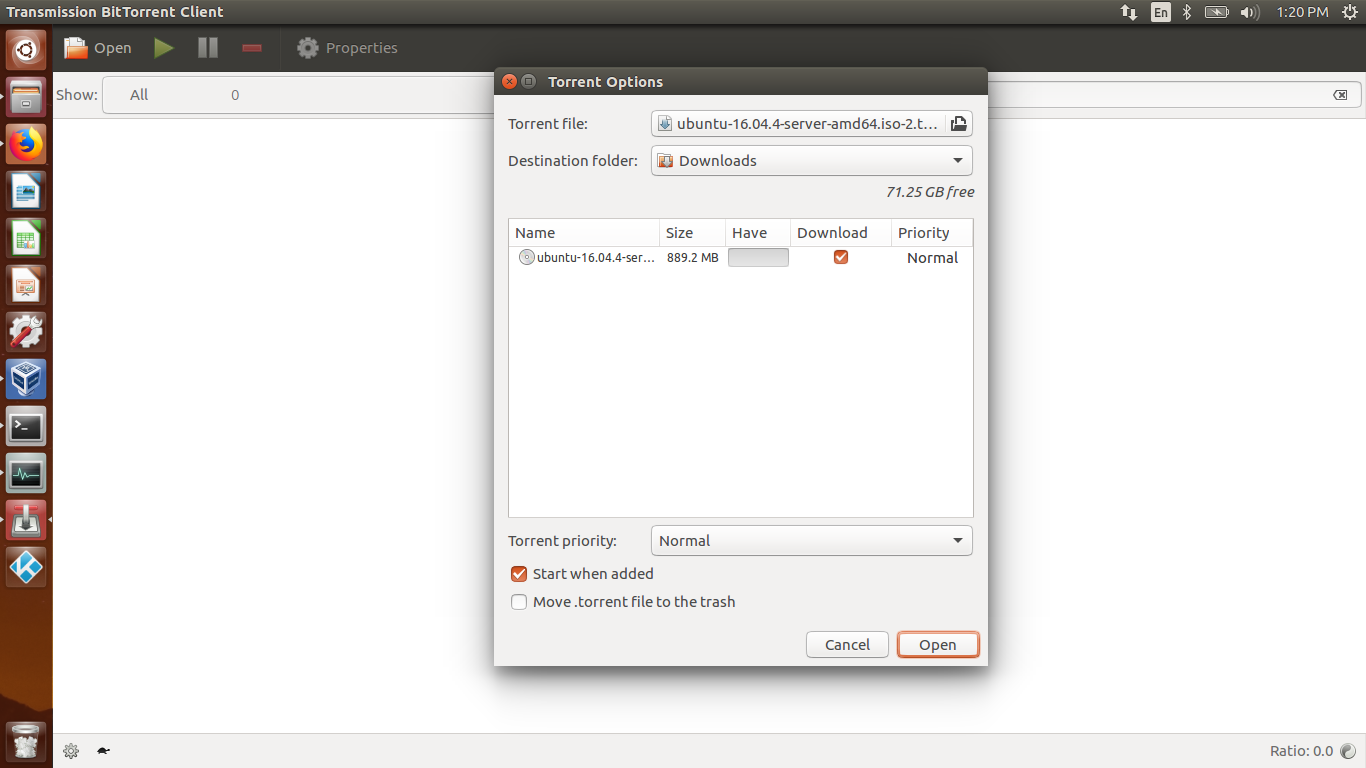 Transmission BitTorrent Client
En
1:20 PM
Open
Properties
Show:
All
0
Torrent Options
Torrent file:
ubuntu-16.04.4-server-amd64.iso-2.t...
Destination folder:
Downloads
71.25 GB free
Name Size Have Download Priority
ubuntu-16.04.4-ser... 889.2 MB Normal
Torrent priority:
Normal
Start when added
Move .torrent file to the trash
Cancel
Open
Ratio: 0.0